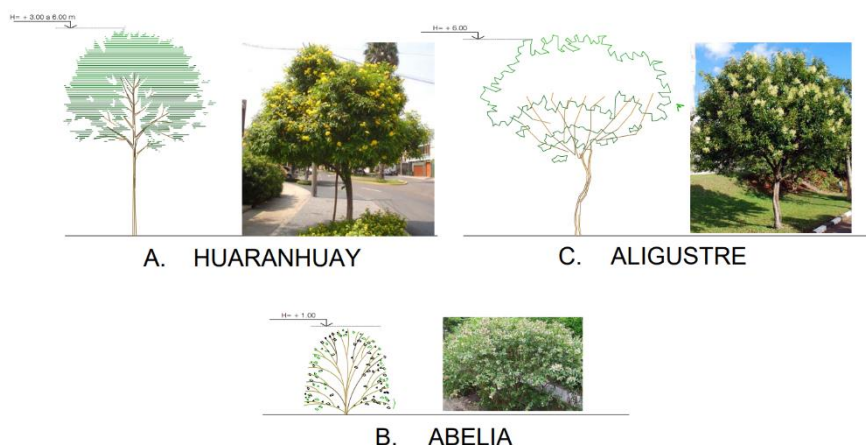 H= + 3.00 a 6.00 m
H= + 6.00
A. HUARANHUAY
C. ALIGUSTRE
H= + 1.00
B. ABELIA